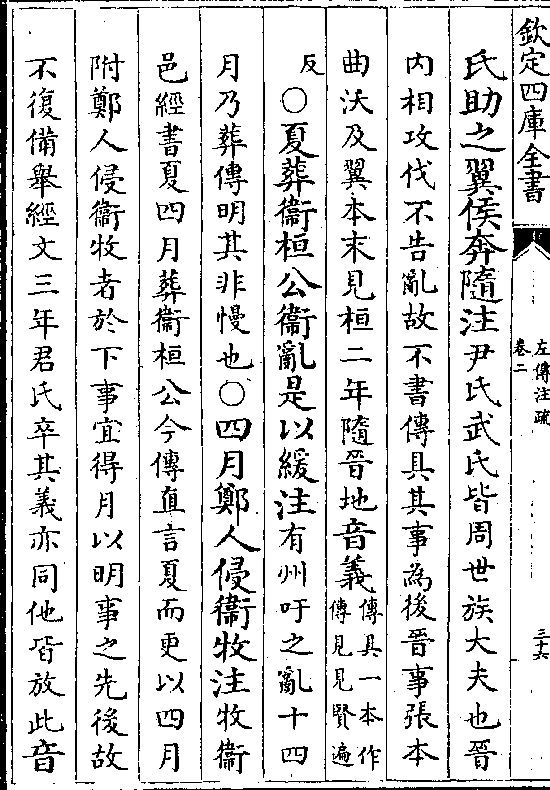 欽定四庫全書
左傳注疏
卷二
三十六
氏助之翼侯奔隨注尹氏武氏皆周世族大夫也晉
内相攻伐不告亂故不書傳具其事為後晉事張本
曲沃及翼本末見桓二年隨晉地音義傳具一本作
傳見見賢遍
反○夏葬衞桓公衞亂是以緩注有州吁之亂十四
月乃葬傳明其非慢也○四月鄭人侵衞牧注牧衞
邑經書夏四月葬衞桓公今傳直言夏而更以四月
附鄭人侵衞牧者於下事宜得月以明事之先後故
不復備舉經文三年君氏卒其義亦同他皆放此音